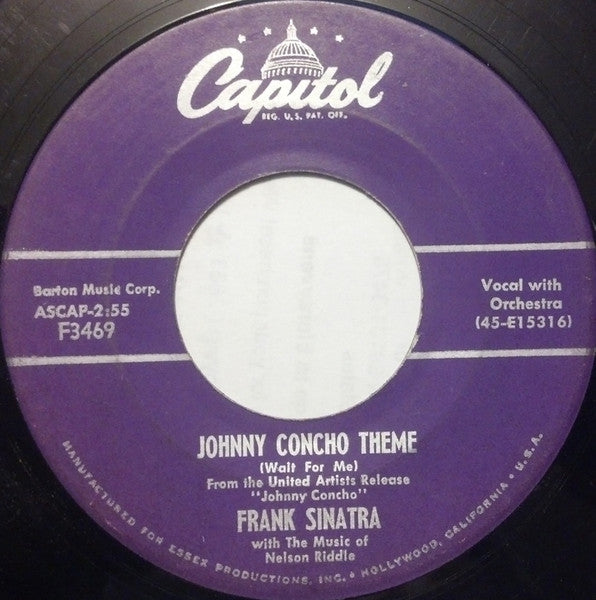 Capitol
REG. U.S. PAT. OFF.
Barton Music Corp.
ASCAP-2:55
F3469
Vocal with
Orchestra
(45-E15316)
JOHNNY CONCHO THEME
(Wait For Me)
From the United Artists Release
"Johnny Concho"
FRANK SINATRA
with The Music of
Nelson Riddle
MANUFACTURED FOR ESSEX PRODUCTIONS, INC. • HOLLYWOOD, CALIFORNIA • U.S.A.